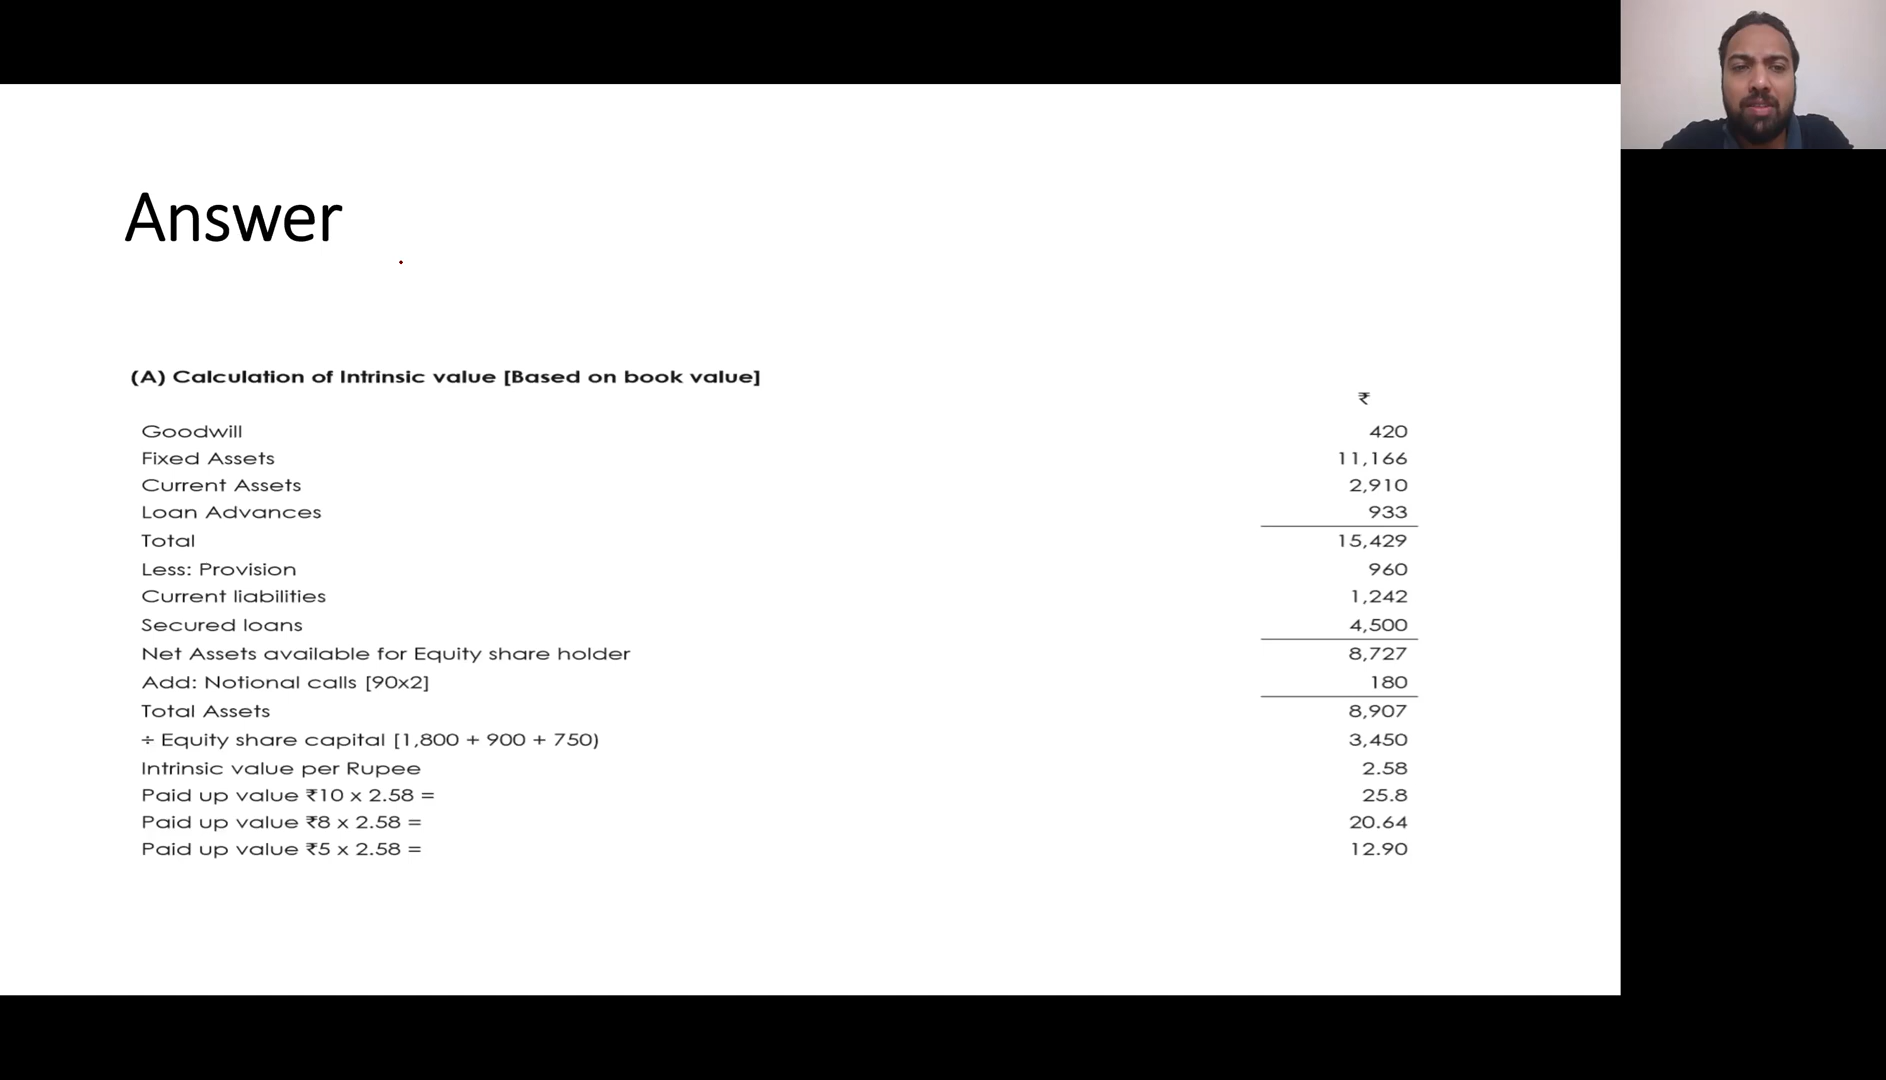 Answer
(A) Calculation of Intrinsic value [Based on book value]
₹
Goodwill 420
Fixed Assets 11,166
Current Assets 2,910
Loan Advances 933
Total 15,429
Less: Provision 960
Current liabilities 1,242
Secured loans 4,500
Net Assets available for Equity share holder 8,727
Add: Notional calls [90x2] 180
Total Assets 8,907
÷ Equity share capital [1,800 + 900 + 750) 3,450
Intrinsic value per Rupee 2.58
Paid up value ₹10 x 2.58 = 25.8
Paid up value ₹8 x 2.58 = 20.64
Paid up value ₹5 x 2.58 = 12.90